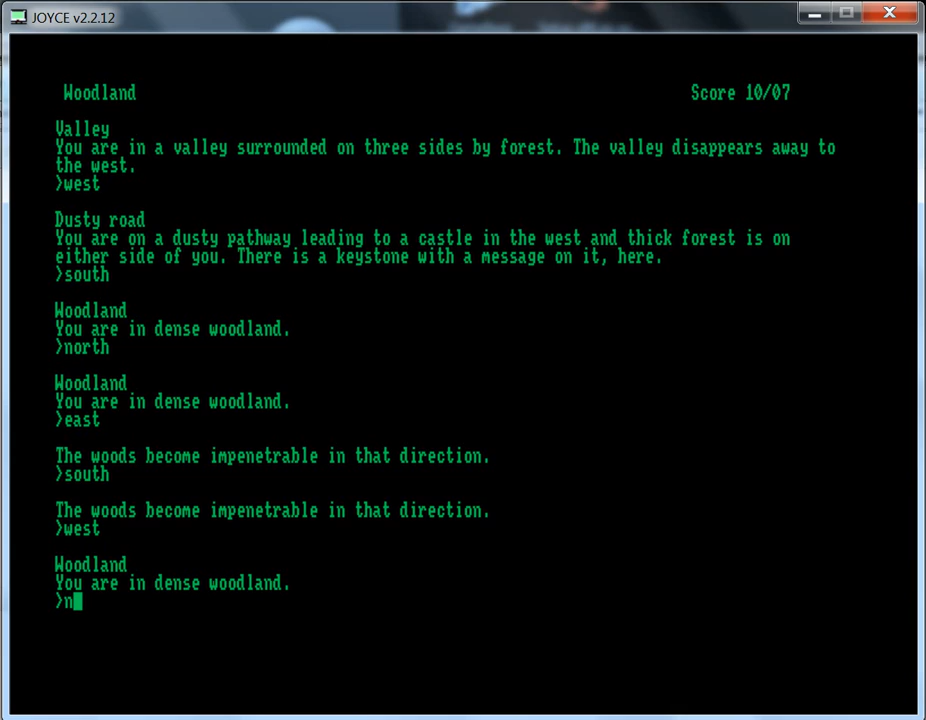 JOYCE v2.2.12
Woodland Score 10/07
Valley
You are in a valley surrounded on three sides by forest. The valley disappears away to
the west.
>west
Dusty road
You are on a dusty pathway leading to a castle in the west and thick forest is on
either side of you. There is a keystone with a message on it, here.
>south
Woodland
You are in dense woodland.
>north
Woodland
You are in dense woodland.
>east
The woods become impenetrable in that direction.
>south
The woods become impenetrable in that direction.
>west
Woodland
You are in dense woodland.
>n